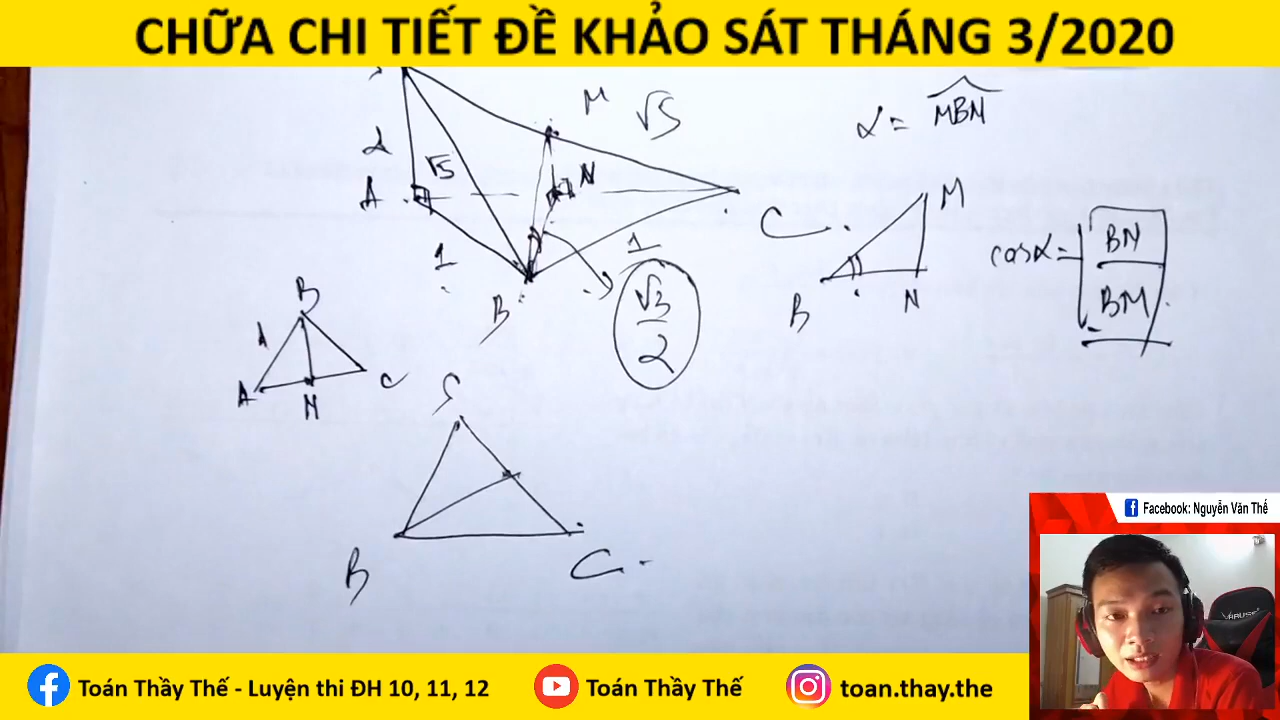 CHỮA CHI TIẾT ĐỀ KHẢO SÁT THÁNG 3/2020
M
√5
α = MBN
2
√5
A
N
1
1
B
C
√3
2
M
B
N
cosα =
BN
BM
B
1
A
N
C
S
B
C
Facebook: Nguyễn Văn Thế
Toán Thầy Thế - Luyện thi ĐH 10, 11, 12
Toán Thầy Thế
toan.thay.the